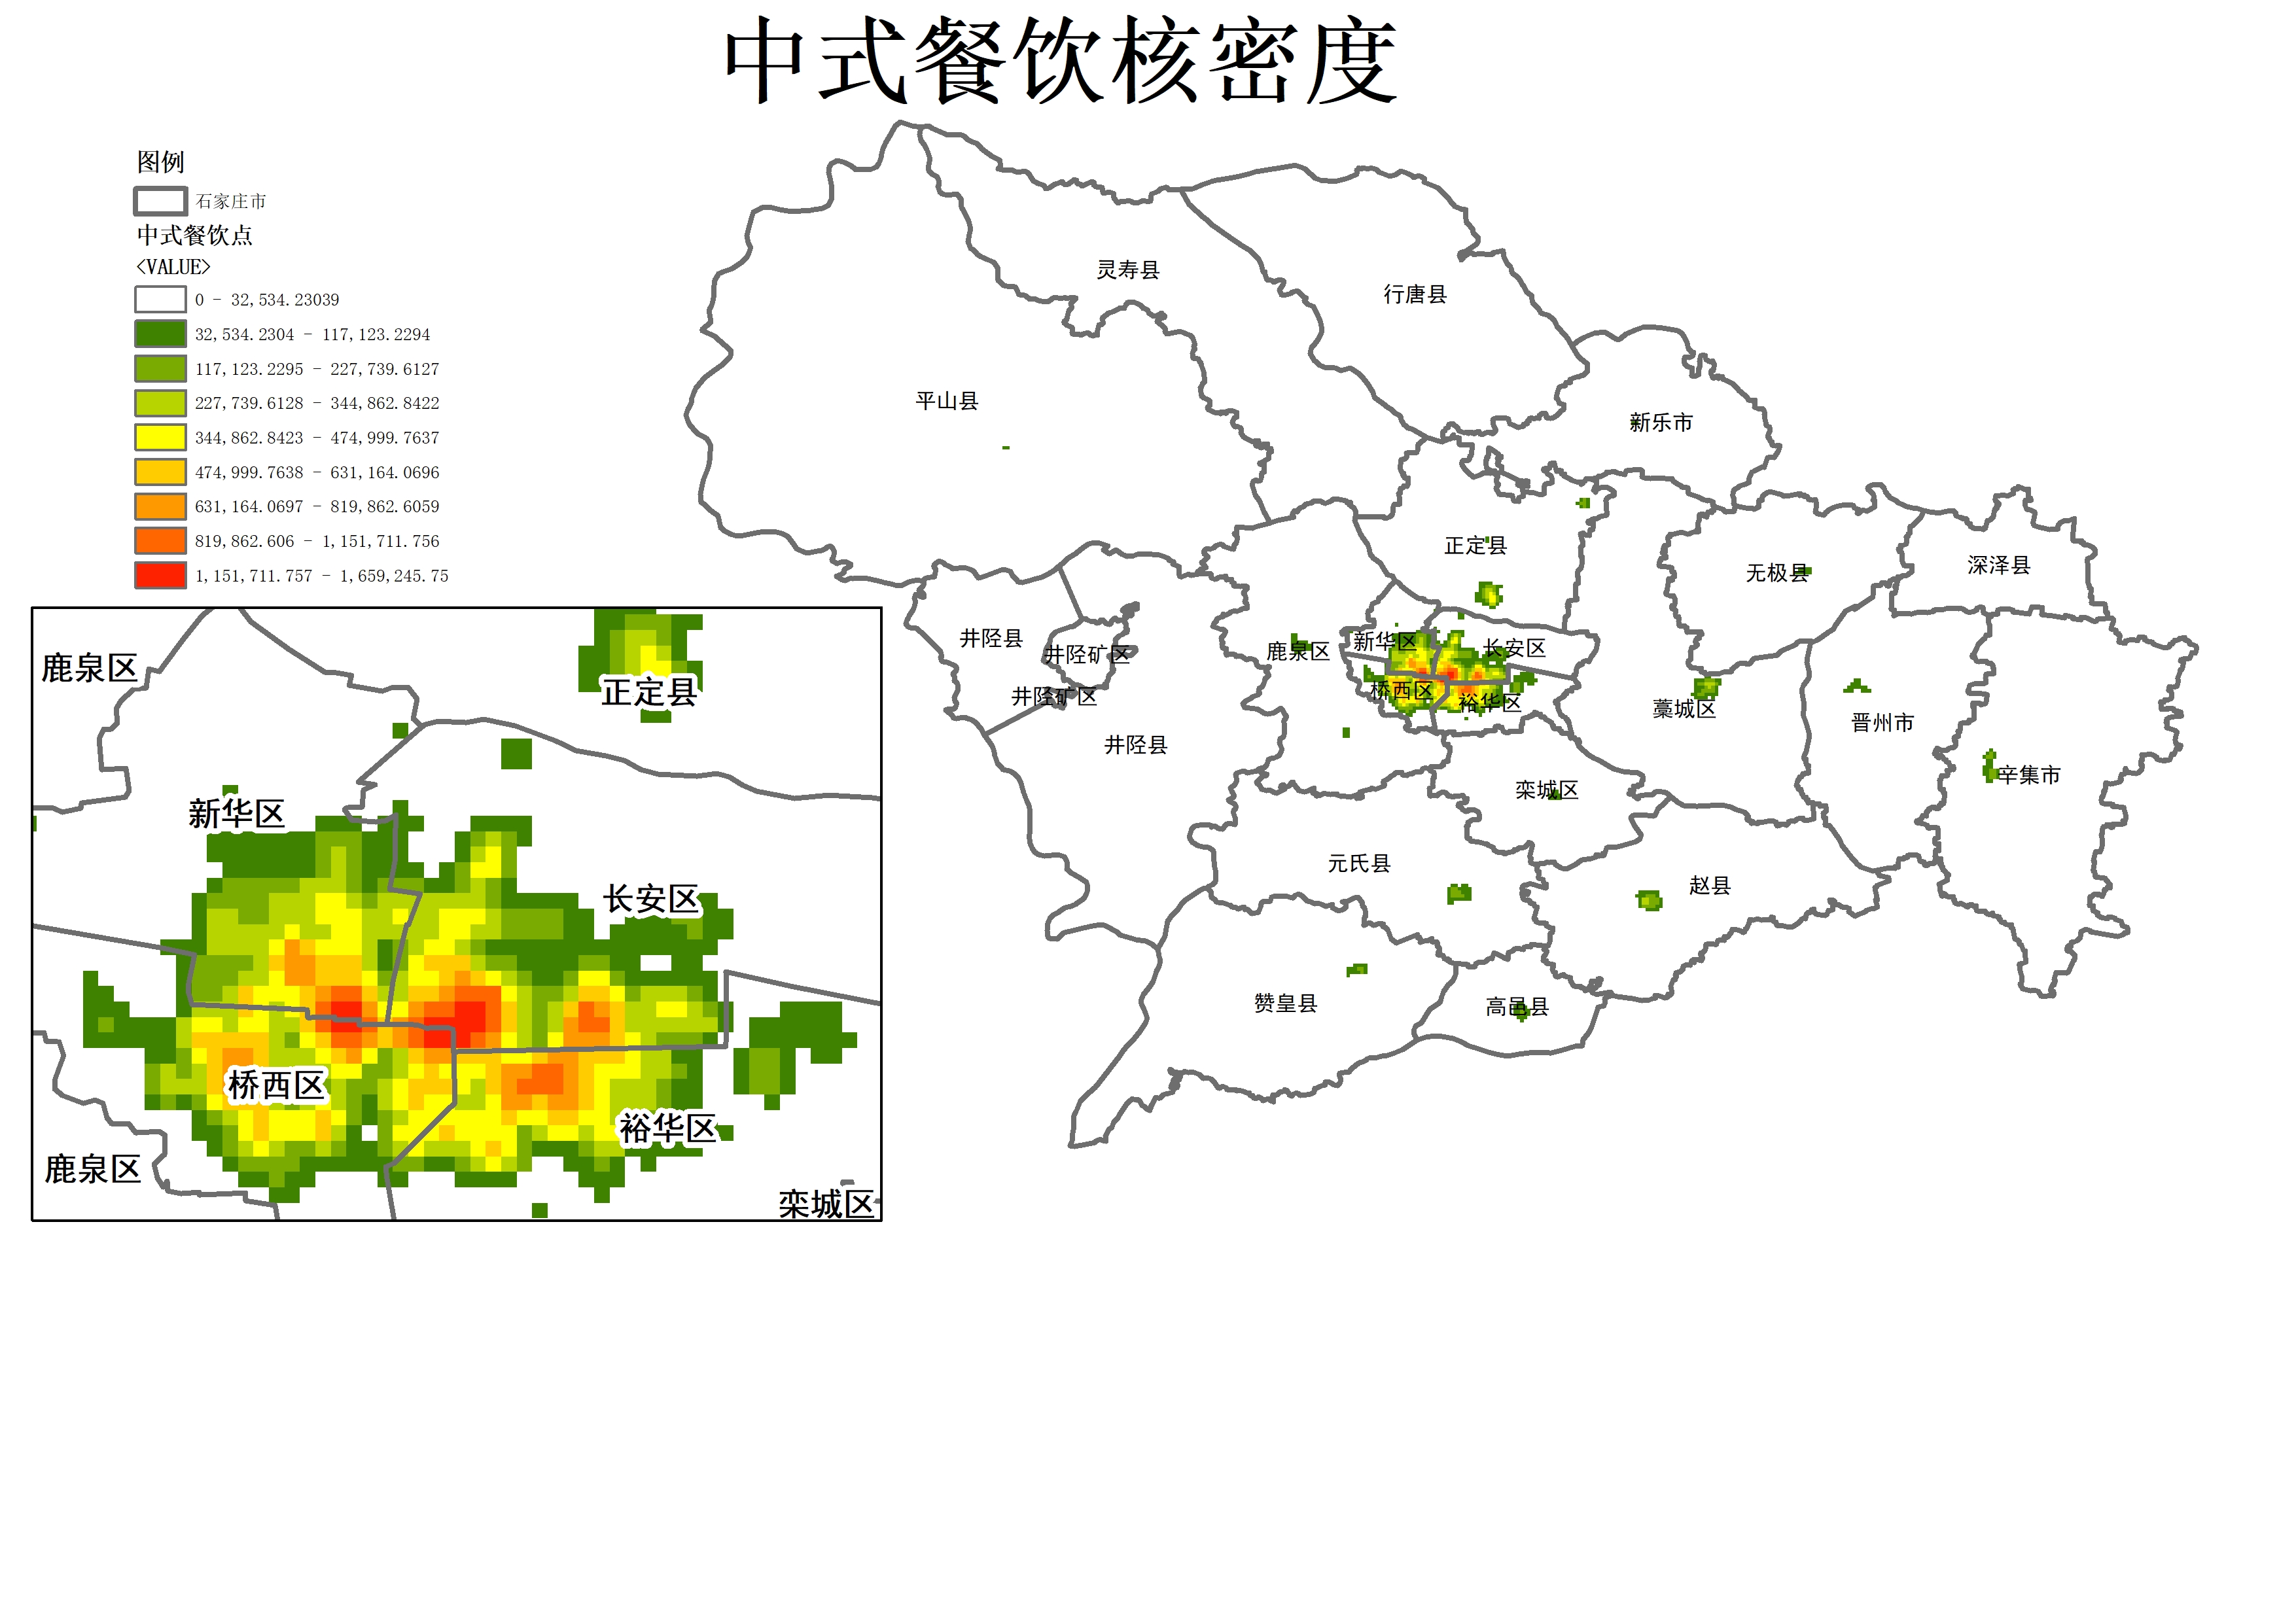 中式餐饮核密度
图例
石家庄市
中式餐饮点
<VALUE>
0 - 32,534.23039
32,534.2304 - 117,123.2294
117,123.2295 - 227,739.6127
227,739.6128 - 344,862.8422
344,862.8423 - 474,999.7637
474,999.7638 - 631,164.0696
631,164.0697 - 819,862.6059
819,862.606 - 1,151,711.756
1,151,711.757 - 1,659,245.75
灵寿县
行唐县
平山县
新乐市
正定县
无极县
深泽县
井陉县
井陉矿区
鹿泉区
新华区
长安区
井陉矿区
桥西区
裕华区
藁城区
晋州市
井陉县
栾城区
辛集市
元氏县
赵县
赞皇县
高邑县
鹿泉区
正定县
新华区
长安区
桥西区
裕华区
鹿泉区
栾城区